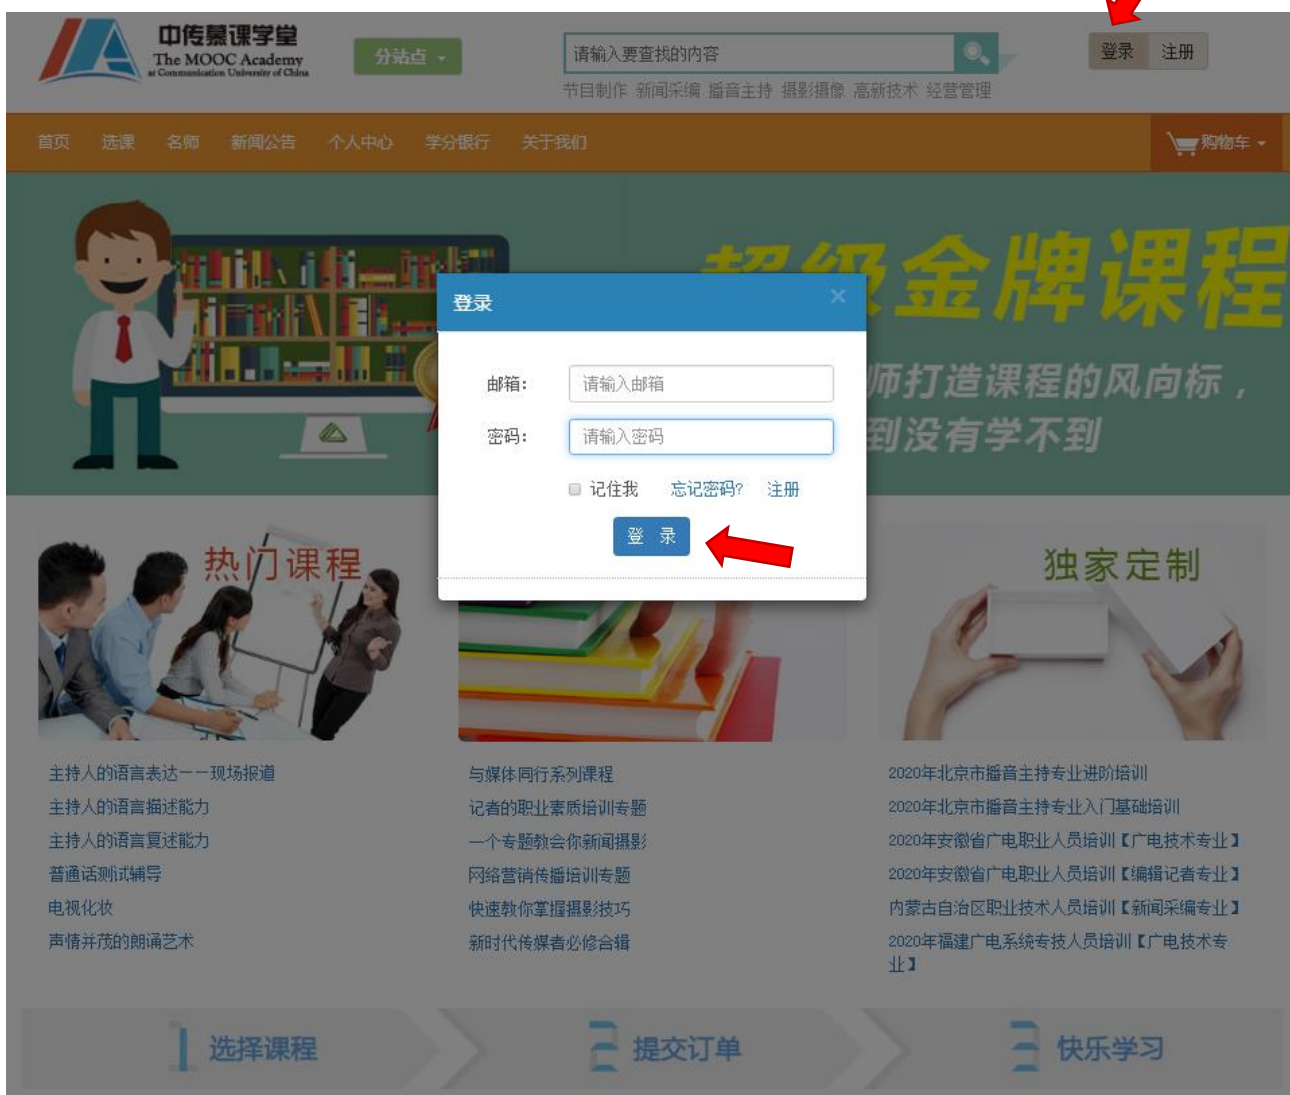 中传慕课学堂
The MOOC Academy
at Communication University of China
分站点
请输入要查找的内容
登录 注册
节目制作 新闻采编 播音主持 摄影摄像 高新技术 经营管理
首页 选课 名师 新闻公告 个人中心 学分银行 关于我们
购物车
超级金牌课程
师打造课程的风向标，
到没有学不到
登录 ×
邮箱： 请输入邮箱
密码： 请输入密码
记住我 忘记密码? 注册
登 录
热门课程
独家定制
主持人的语言表达——现场报道
主持人的语言描述能力
主持人的语言复述能力
普通话测试辅导
电视化妆
声情并茂的朗诵艺术
与媒体同行系列课程
记者的职业素质培训专题
一个专题教会你新闻摄影
网络营销传播培训专题
快速教你掌握摄影技巧
新时代传媒者必修合辑
2020年北京市播音主持专业进阶培训
2020年北京市播音主持专业入门基础培训
2020年安徽省广电职业人员培训【广电技术专业】
2020年安徽省广电职业人员培训【编辑记者专业】
内蒙古自治区职业技术人员培训【新闻采编专业】
2020年福建广电系统专技人员培训【广电技术专
业】
1 选择课程
2 提交订单
3 快乐学习